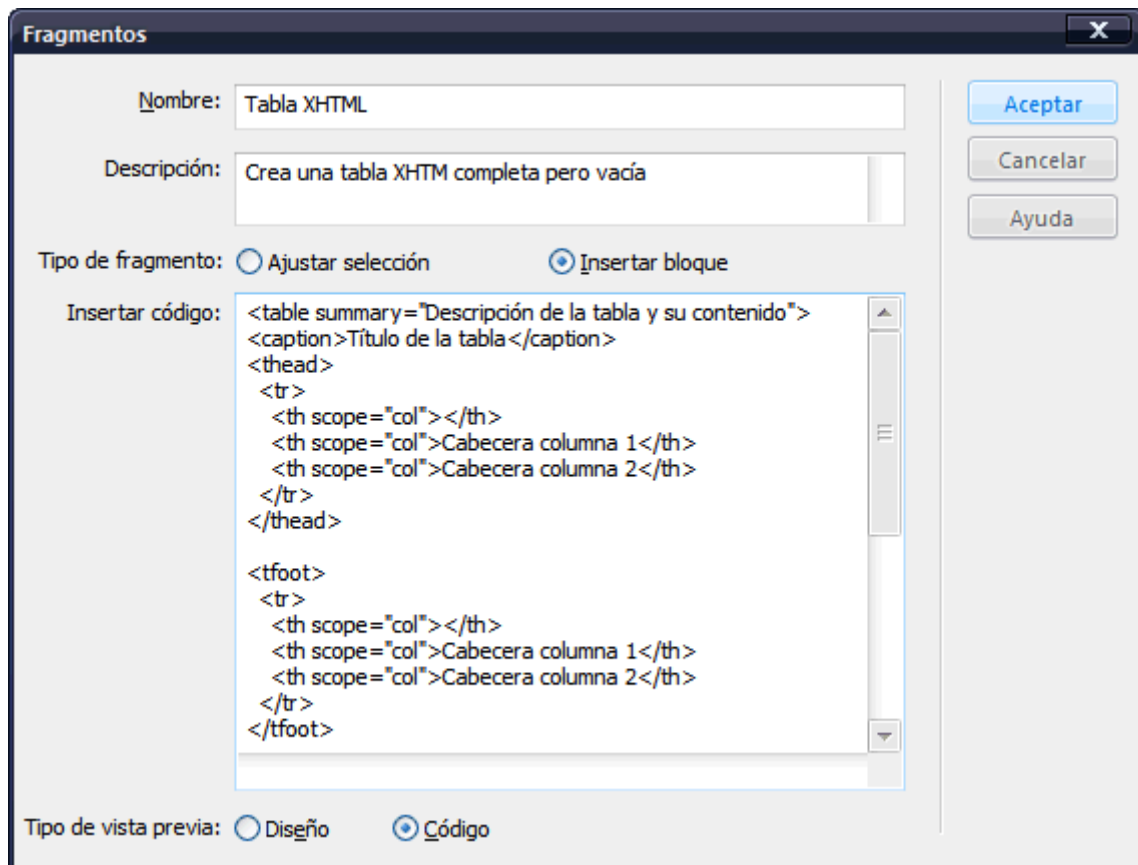 Fragmentos
X
Nombre: Tabla XHTML
Aceptar
Descripción: Crea una tabla XHTM completa pero vacía
Cancelar
Ayuda
Tipo de fragmento: Ajustar selección Insertar bloque
Insertar código: <table summary="Descripción de la tabla y su contenido">
<caption>Título de la tabla</caption>
<thead>
  <tr>
    <th scope="col"></th>
    <th scope="col">Cabecera columna 1</th>
    <th scope="col">Cabecera columna 2</th>
  </tr>
</thead>

<tfoot>
  <tr>
    <th scope="col"></th>
    <th scope="col">Cabecera columna 1</th>
    <th scope="col">Cabecera columna 2</th>
  </tr>
</tfoot>
Tipo de vista previa: Diseño Código